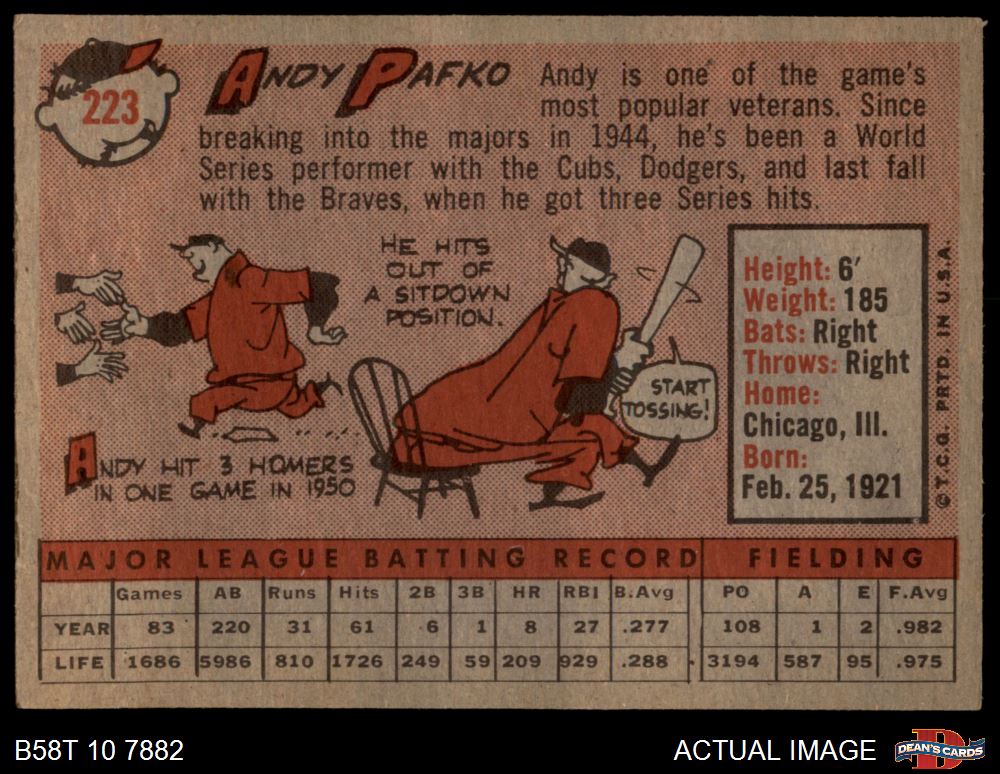 223
ANDY PAFKO
Andy is one of the game's
most popular veterans. Since
breaking into the majors in 1944, he's been a World
Series performer with the Cubs, Dodgers, and last fall
with the Braves, when he got three Series hits.
HE HITS
OUT OF
A SITDOWN
POSITION.
START
TOSSING!
ANDY HIT 3 HOMERS
IN ONE GAME IN 1950
Height: 6′
Weight: 185
Bats: Right
Throws: Right
Home:
Chicago, Ill.
Born:
Feb. 25, 1921
© T.C.G. PRTD. IN U.S.A.
MAJOR LEAGUE BATTING RECORD FIELDING
Games AB Runs Hits 2B 3B HR RBI B.Avg PO A E F.Avg
YEAR 83 220 31 61 6 1 8 27 .277 108 1 2 .982
LIFE 1686 5986 810 1726 249 59 209 929 .288 3194 587 95 .975
B58T 10 7882
ACTUAL IMAGE
DEAN'S CARDS